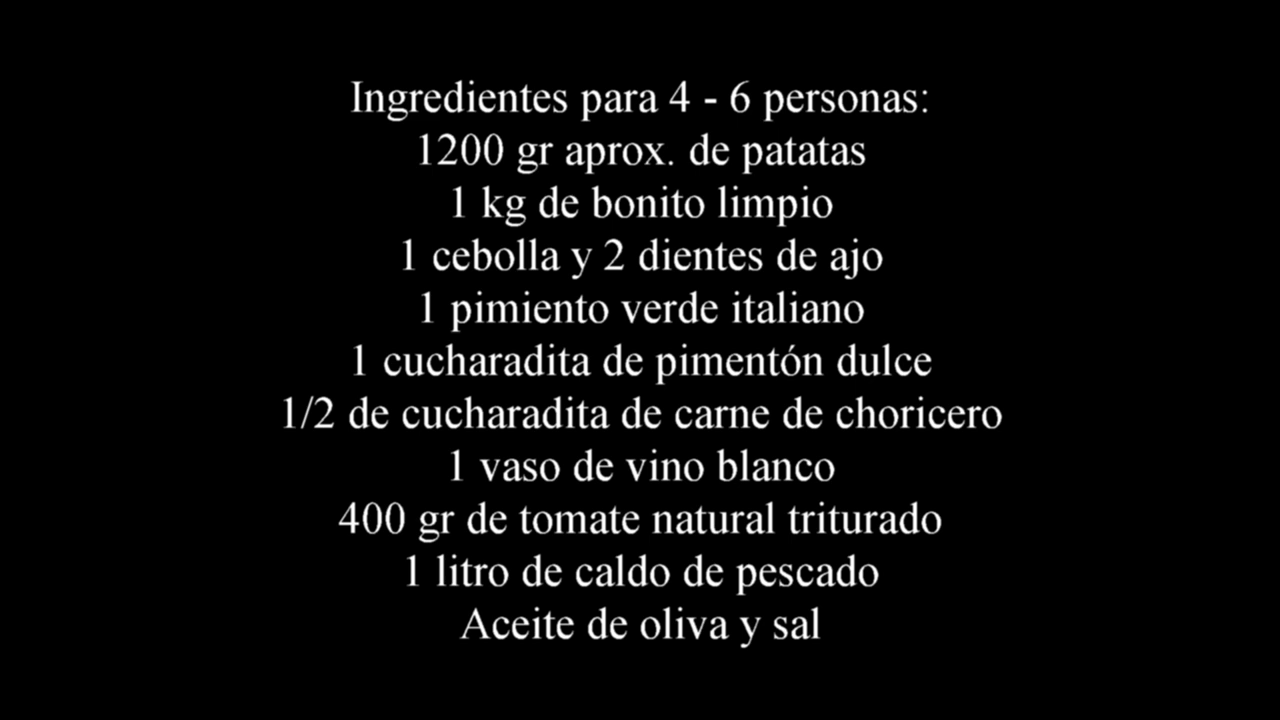 Ingredientes para 4 - 6 personas:
1200 gr aprox. de patatas
1 kg de bonito limpio
1 cebolla y 2 dientes de ajo
1 pimiento verde italiano
1 cucharadita de pimentón dulce
1/2 de cucharadita de carne de choricero
1 vaso de vino blanco
400 gr de tomate natural triturado
1 litro de caldo de pescado
Aceite de oliva y sal